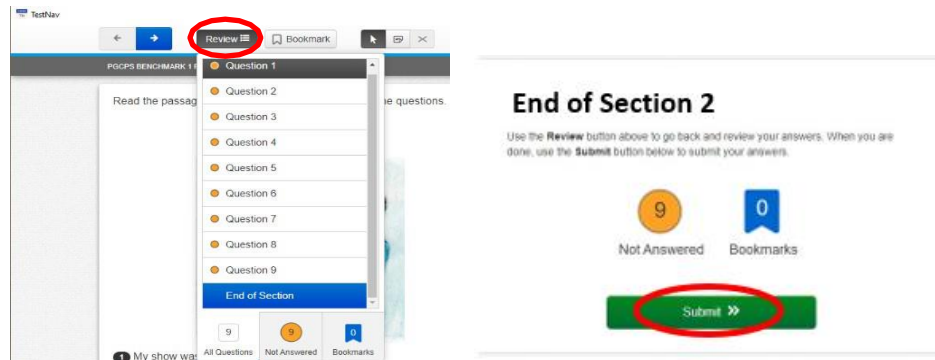 TestNav
Review
Bookmark
PGCPS BENCHMARK 1
Read the passag
e questions.
Question 1
Question 2
Question 3
Question 4
Question 5
Question 6
Question 7
Question 8
Question 9
End of Section
9
9
0
All Questions
Not Answered
Bookmarks
1 My show was
End of Section 2
Use the Review button above to go back and review your answers. When you are
done, use the Submit button below to submit your answers.
9
0
Not Answered
Bookmarks
Submit